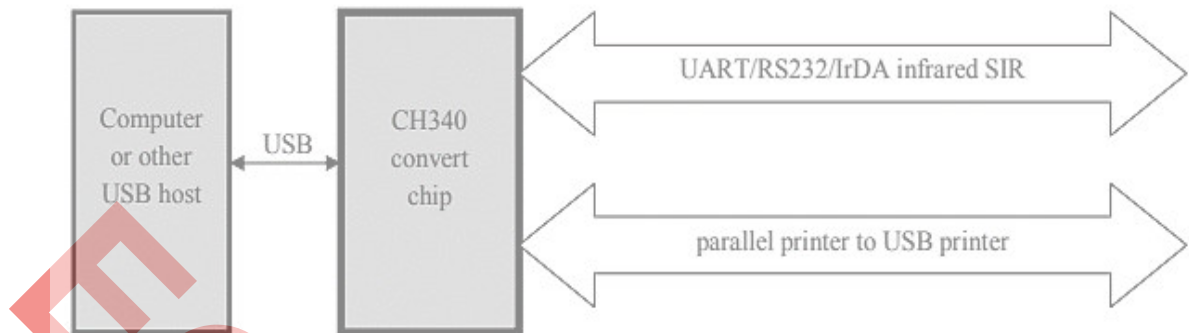 Computer
or other
USB host
USB
CH340
convert
chip
UART/RS232/IrDA infrared SIR
parallel printer to USB printer